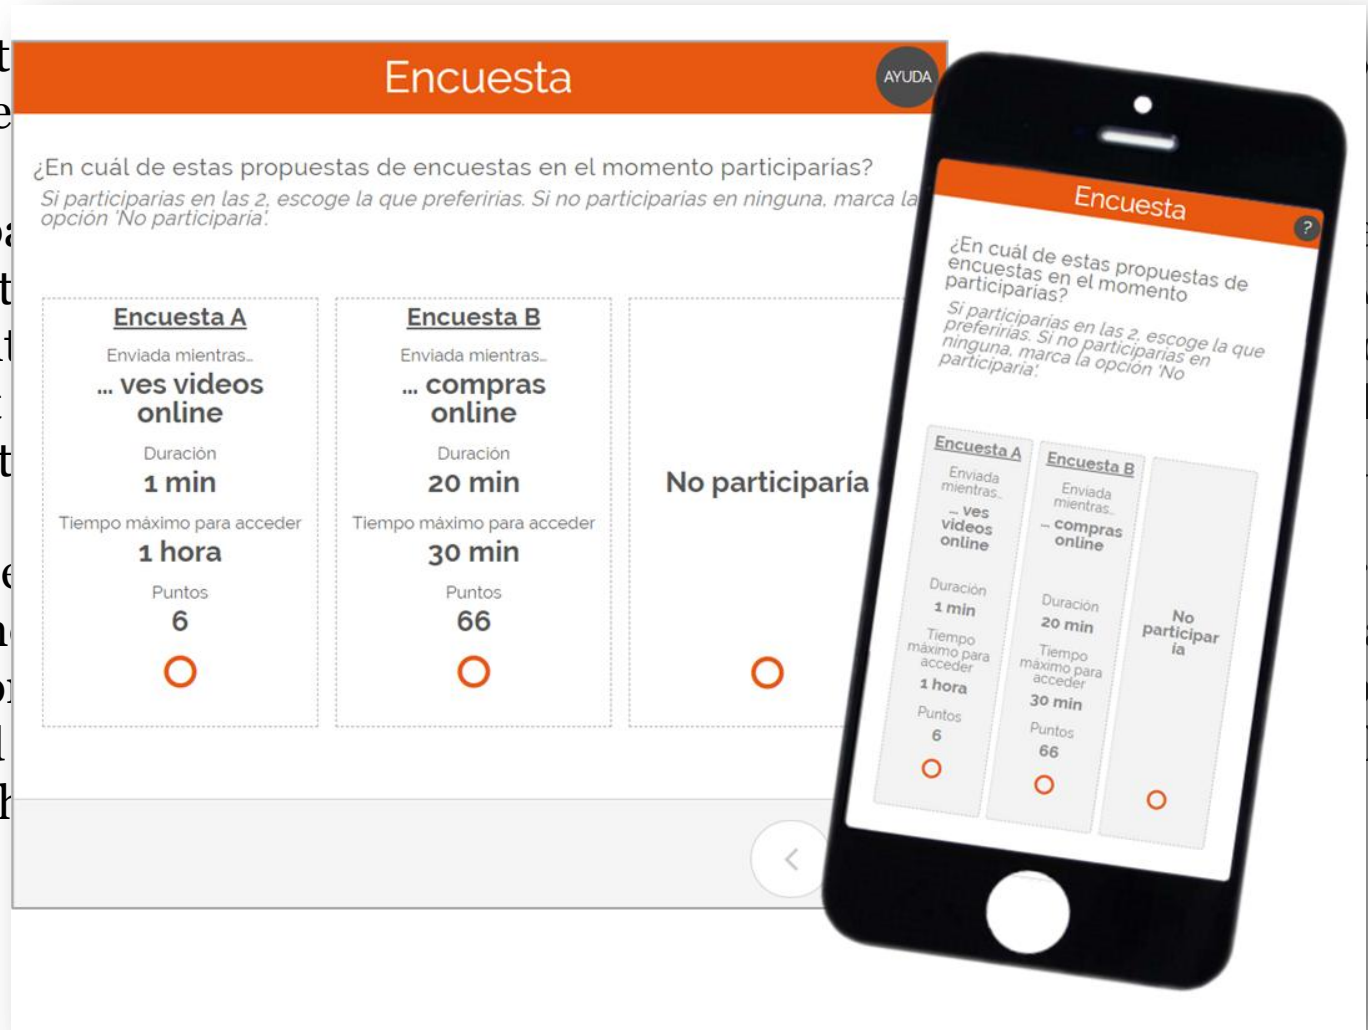 Encuesta
AYUDA
¿En cuál de estas propuestas de encuestas en el momento participarías?
Si participarías en las 2, escoge la que preferirías. Si no participarías en ninguna, marca la
opción 'No participaría'.
Encuesta A
Enviada mientras...
... ves videos
online
Duración
1 min
Tiempo máximo para acceder
1 hora
Puntos
6
Encuesta B
Enviada mientras...
... compras
online
Duración
20 min
Tiempo máximo para acceder
30 min
Puntos
66
No participaría
Encuesta
?
¿En cuál de estas propuestas de
encuestas en el momento
participarías?
Si participarías en las 2, escoge la que
preferirías. Si no participarías en
ninguna, marca la opción 'No
participaría'.
Encuesta A
Enviada
mientras...
... ves
videos
online
Duración
1 min
Tiempo
máximo para
acceder
1 hora
Puntos
6
Encuesta B
Enviada
mientras...
... compras
online
Duración
20 min
Tiempo
máximo para
acceder
30 min
Puntos
66
No
participar
ía